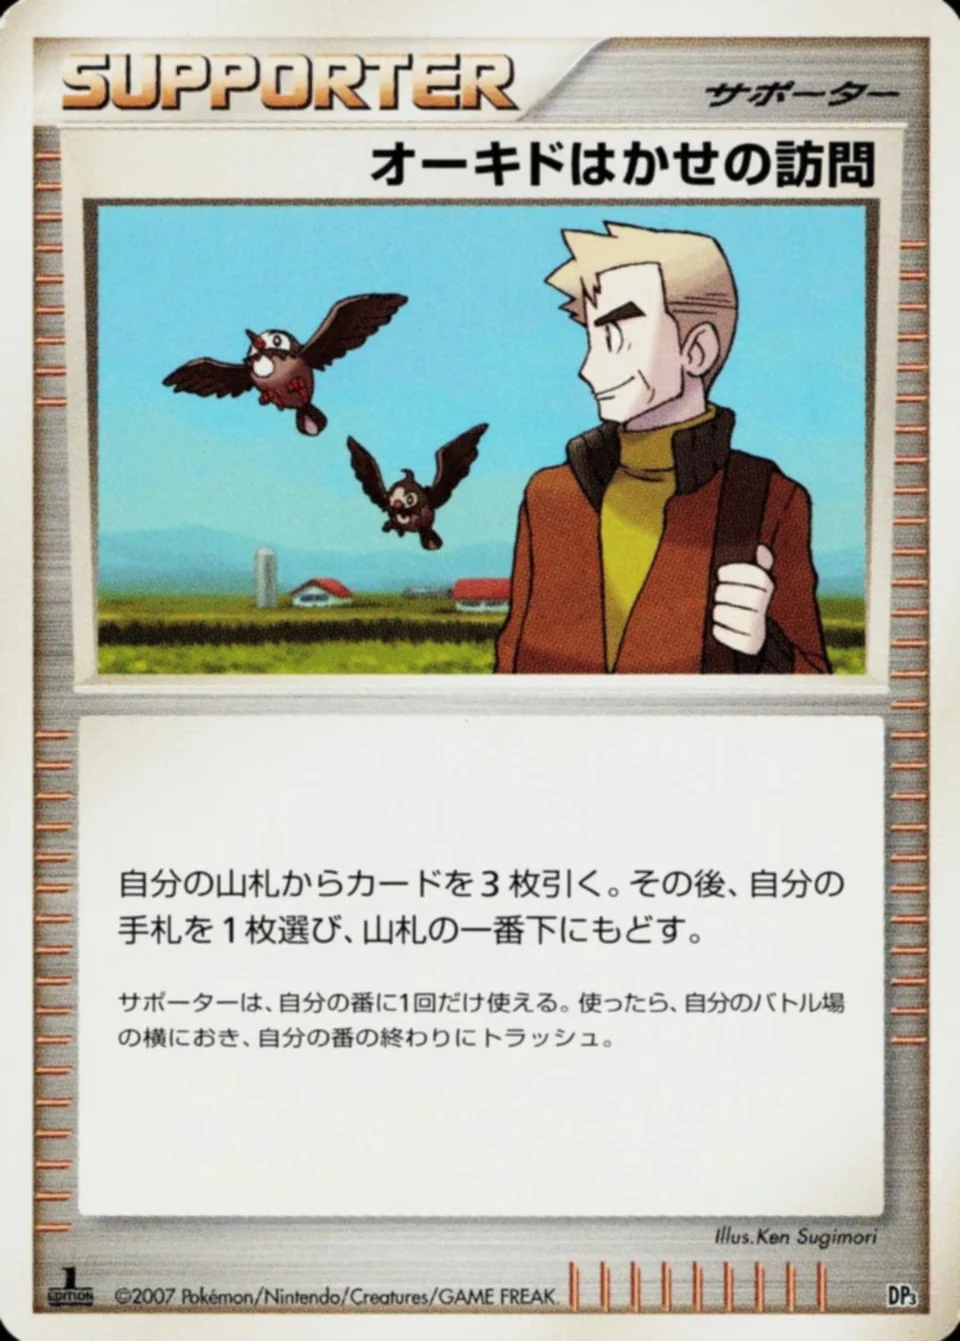 SUPPORTER
サポーター
オーキドはかせの訪問
自分の山札からカードを3枚引く。その後、自分の
手札を1枚選び、山札の一番下にもどす。
サポーターは、自分の番に1回だけ使える。使ったら、自分のバトル場
の横におき、自分の番の終わりにトラッシュ。
Illus.Ken Sugimori
1
EDITION
©2007 Pokémon/Nintendo/Creatures/GAME FREAK.
DP3